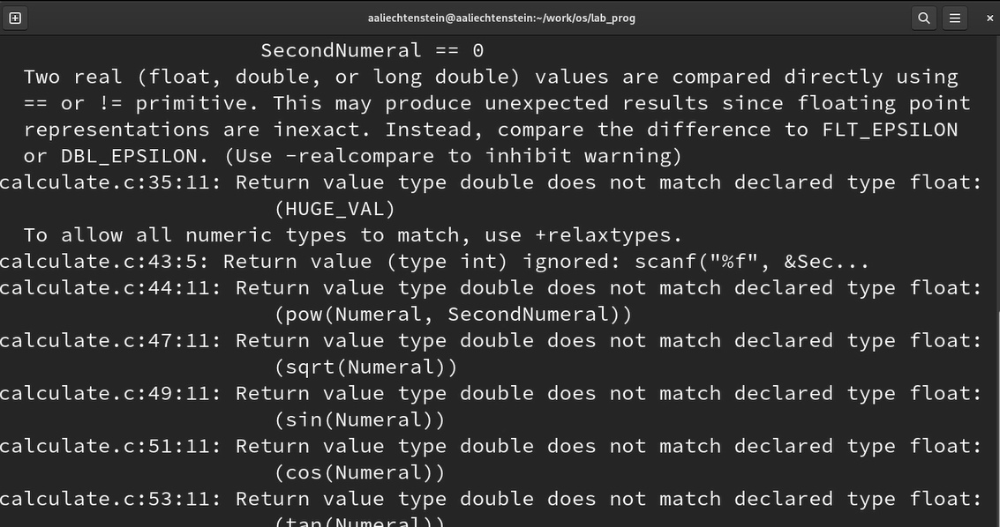 aaliechtenstein@aaliechtenstein:~/work/os/lab_prog
SecondNumeral == 0
Two real (float, double, or long double) values are compared directly using
== or != primitive. This may produce unexpected results since floating point
representations are inexact. Instead, compare the difference to FLT_EPSILON
or DBL_EPSILON. (Use -realcompare to inhibit warning)
calculate.c:35:11: Return value type double does not match declared type float:
(HUGE_VAL)
To allow all numeric types to match, use +relaxtypes.
calculate.c:43:5: Return value (type int) ignored: scanf("%f", &Sec...
calculate.c:44:11: Return value type double does not match declared type float:
(pow(Numeral, SecondNumeral))
calculate.c:47:11: Return value type double does not match declared type float:
(sqrt(Numeral))
calculate.c:49:11: Return value type double does not match declared type float:
(sin(Numeral))
calculate.c:51:11: Return value type double does not match declared type float:
(cos(Numeral))
calculate.c:53:11: Return value type double does not match declared type float:
(tan(Numeral))